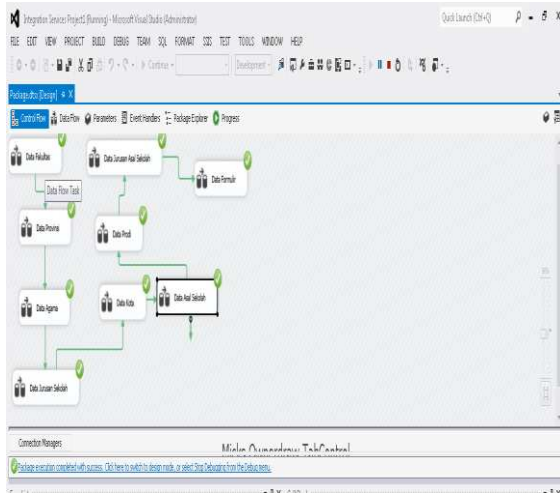 Integration Services Project1 (Running) - Microsoft Visual Studio (Administrator)
Quick Launch (Ctrl+Q)
FILE EDIT VIEW PROJECT BUILD DEBUG TEAM SQL FORMAT SSIS TEST TOOLS WINDOW HELP
Continue
Development
Package.dtsx [Design]
Control Flow Data Flow Parameters Event Handlers Package Explorer Progress
Data Fakultas
Data Jurusan Asal Sekolah
Data Formulir
Data Flow Task
Data Provinsi
Data Prodi
Data Agama
Data Kota
Data Asal Sekolah
Data Jurusan Sekolah
Connection Managers
Misks Ownerdraw TabControl
Package execution completed with success. Click here to switch to design mode, or select Stop Debugging from the Debug menu.